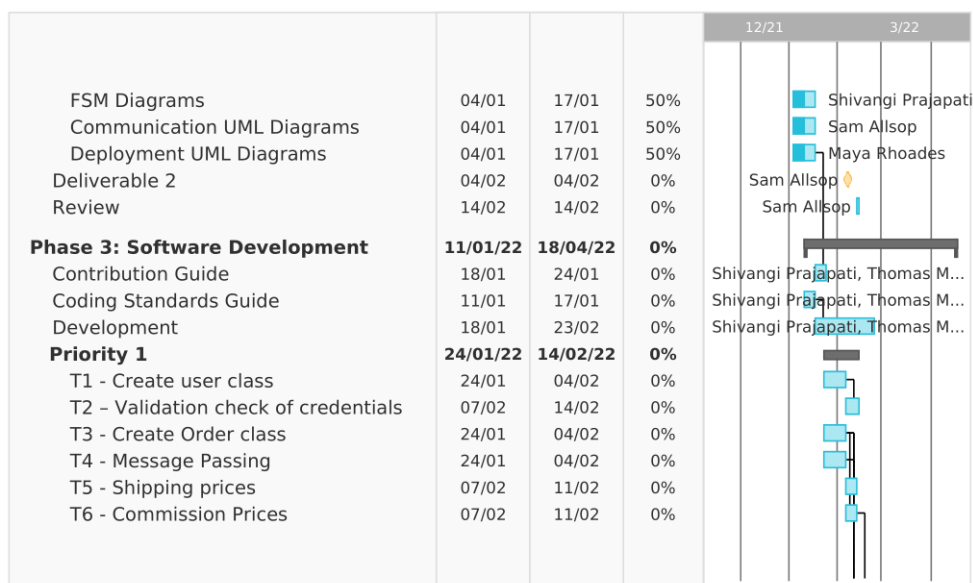 12/21 3/22
FSM Diagrams 04/01 17/01 50% Shivangi Prajapati
Communication UML Diagrams 04/01 17/01 50% Sam Allsop
Deployment UML Diagrams 04/01 17/01 50% Maya Rhoades
Deliverable 2 04/02 04/02 0% Sam Allsop
Review 14/02 14/02 0% Sam Allsop
Phase 3: Software Development 11/01/22 18/04/22 0%
Contribution Guide 18/01 24/01 0% Shivangi Prajapati, Thomas M...
Coding Standards Guide 11/01 17/01 0% Shivangi Prajapati, Thomas M...
Development 18/01 23/02 0% Shivangi Prajapati, Thomas M...
Priority 1 24/01/22 14/02/22 0%
T1 - Create user class 24/01 04/02 0%
T2 – Validation check of credentials 07/02 14/02 0%
T3 - Create Order class 24/01 04/02 0%
T4 - Message Passing 24/01 04/02 0%
T5 - Shipping prices 07/02 11/02 0%
T6 - Commission Prices 07/02 11/02 0%